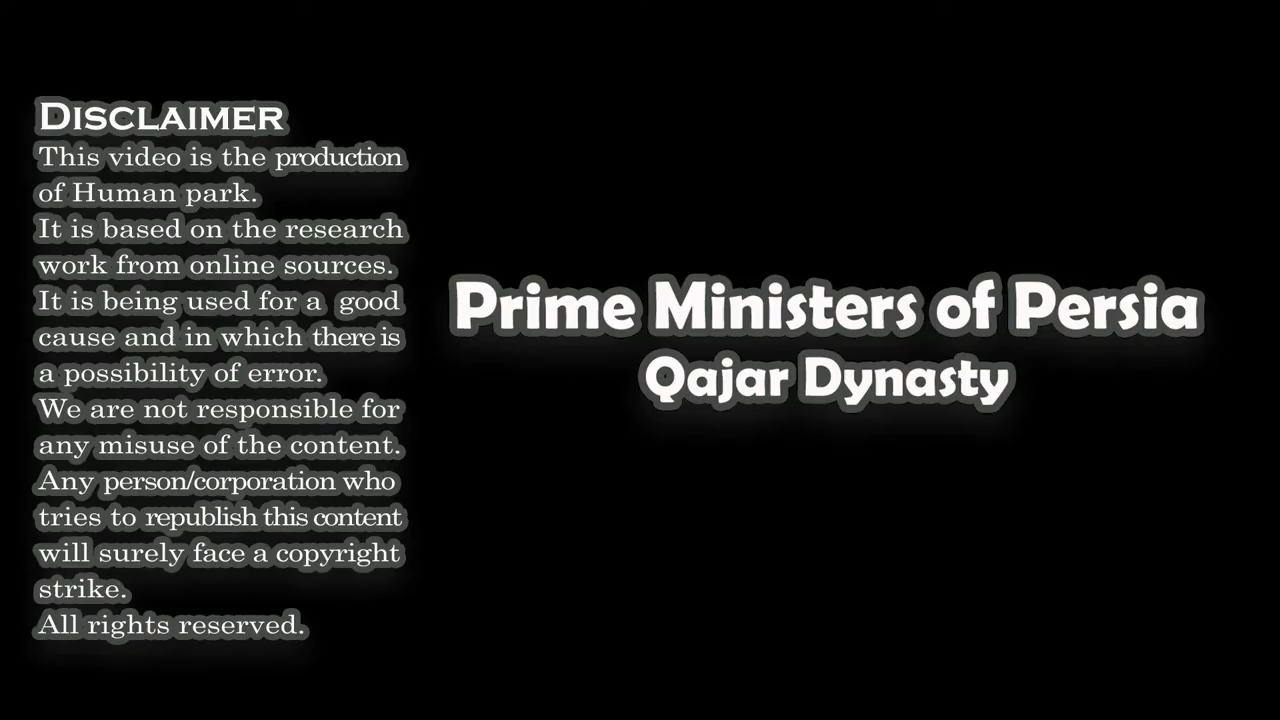 DISCLAIMER
This video is the production
of Human park.
It is based on the research
work from online sources.
It is being used for a good
cause and in which there is
a possibility of error.
We are not responsible for
any misuse of the content.
Any person/corporation who
tries to republish this content
will surely face a copyright
strike.
All rights reserved.
Prime Ministers of Persia
Qajar Dynasty